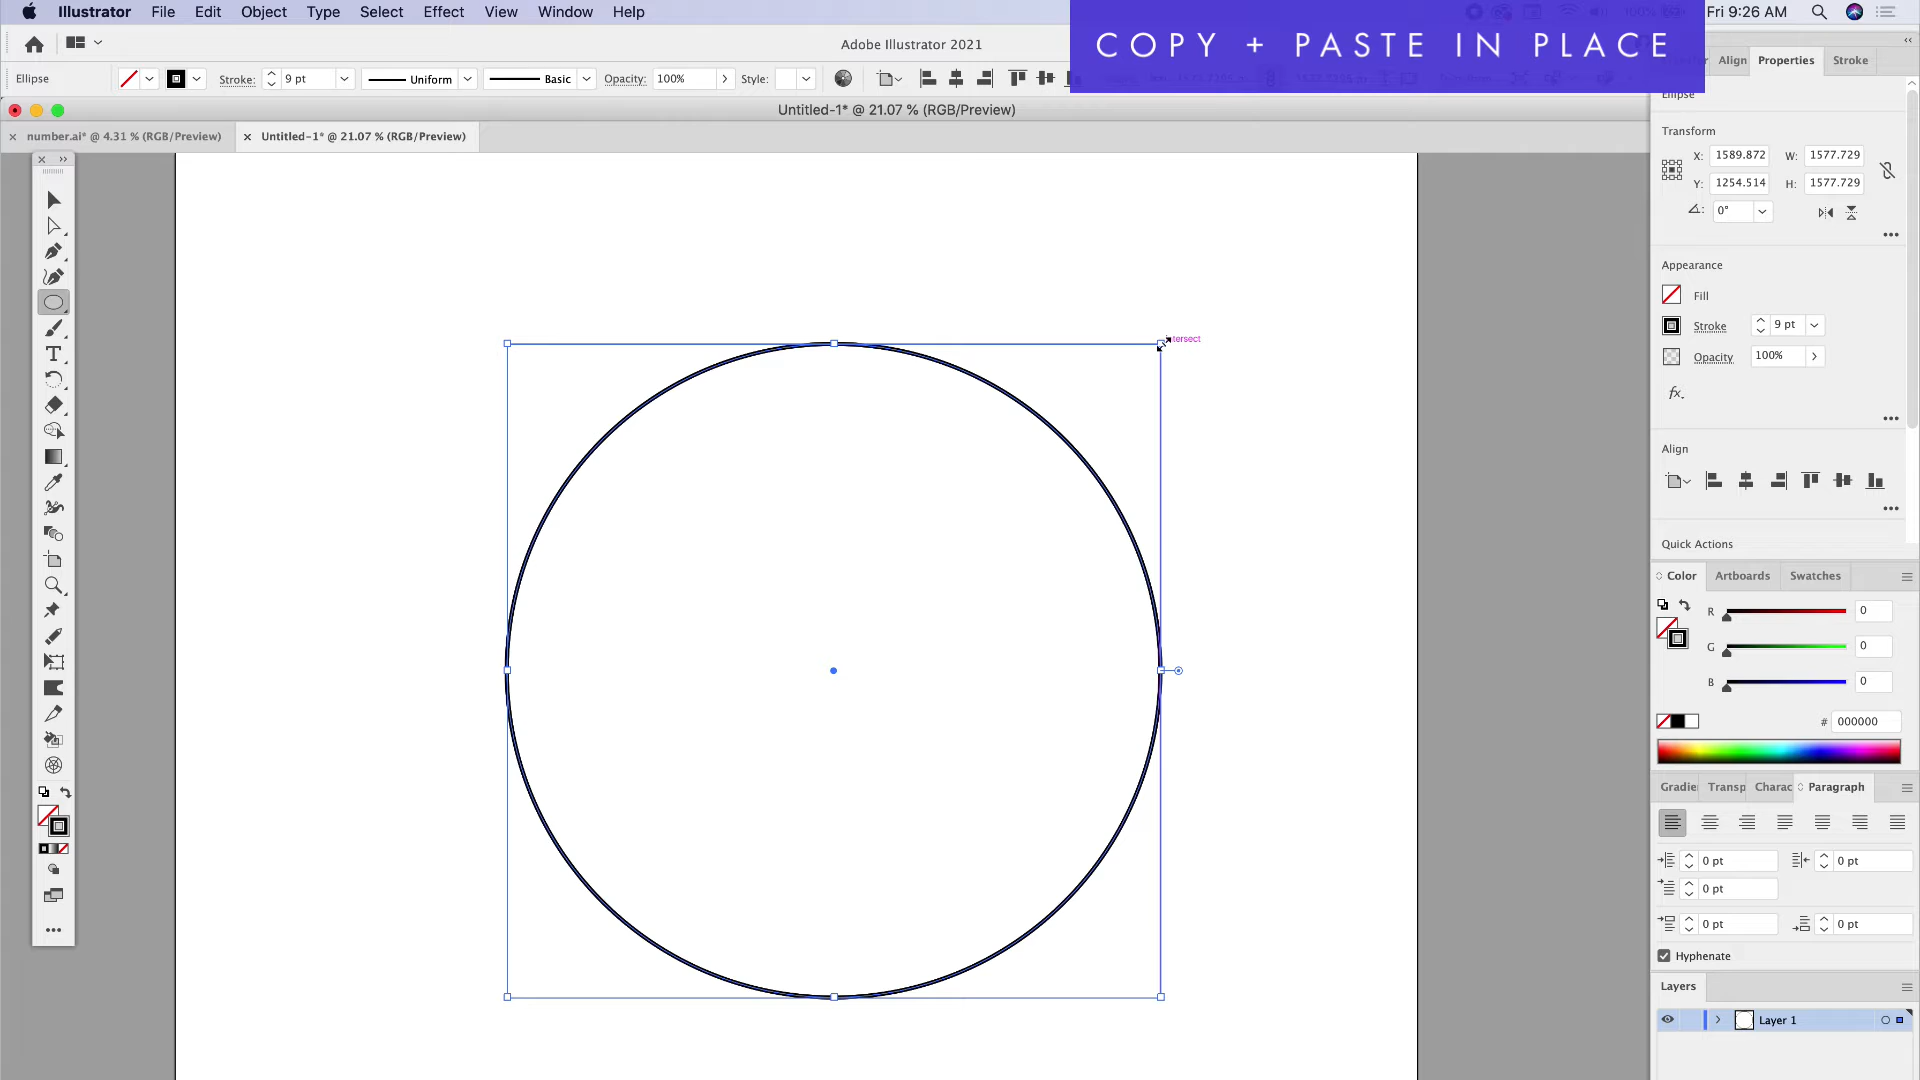 Illustrator File Edit Object Type Select Effect View Window Help
Fri 9:26 AM
COPY + PASTE IN PLACE
Adobe Illustrator 2021
Ellipse Stroke: 9 pt Uniform Basic Opacity: 100% Style:
Align Properties Stroke
Untitled-1* @ 21.07 % (RGB/Preview)
number.ai* @ 4.31 % (RGB/Preview) Untitled-1* @ 21.07 % (RGB/Preview)
Ellipse
Transform
X: 1589.872 W: 1577.729
Y: 1254.514 H: 1577.729
0°
Appearance
Fill
Stroke 9 pt
Opacity 100%
fx.
tersect
Align
Quick Actions
Color Artboards Swatches
R 0
G 0
B 0
# 000000
Gradie Transp Charac Paragraph
0 pt 0 pt
0 pt
0 pt 0 pt
Hyphenate
Layers
Layer 1